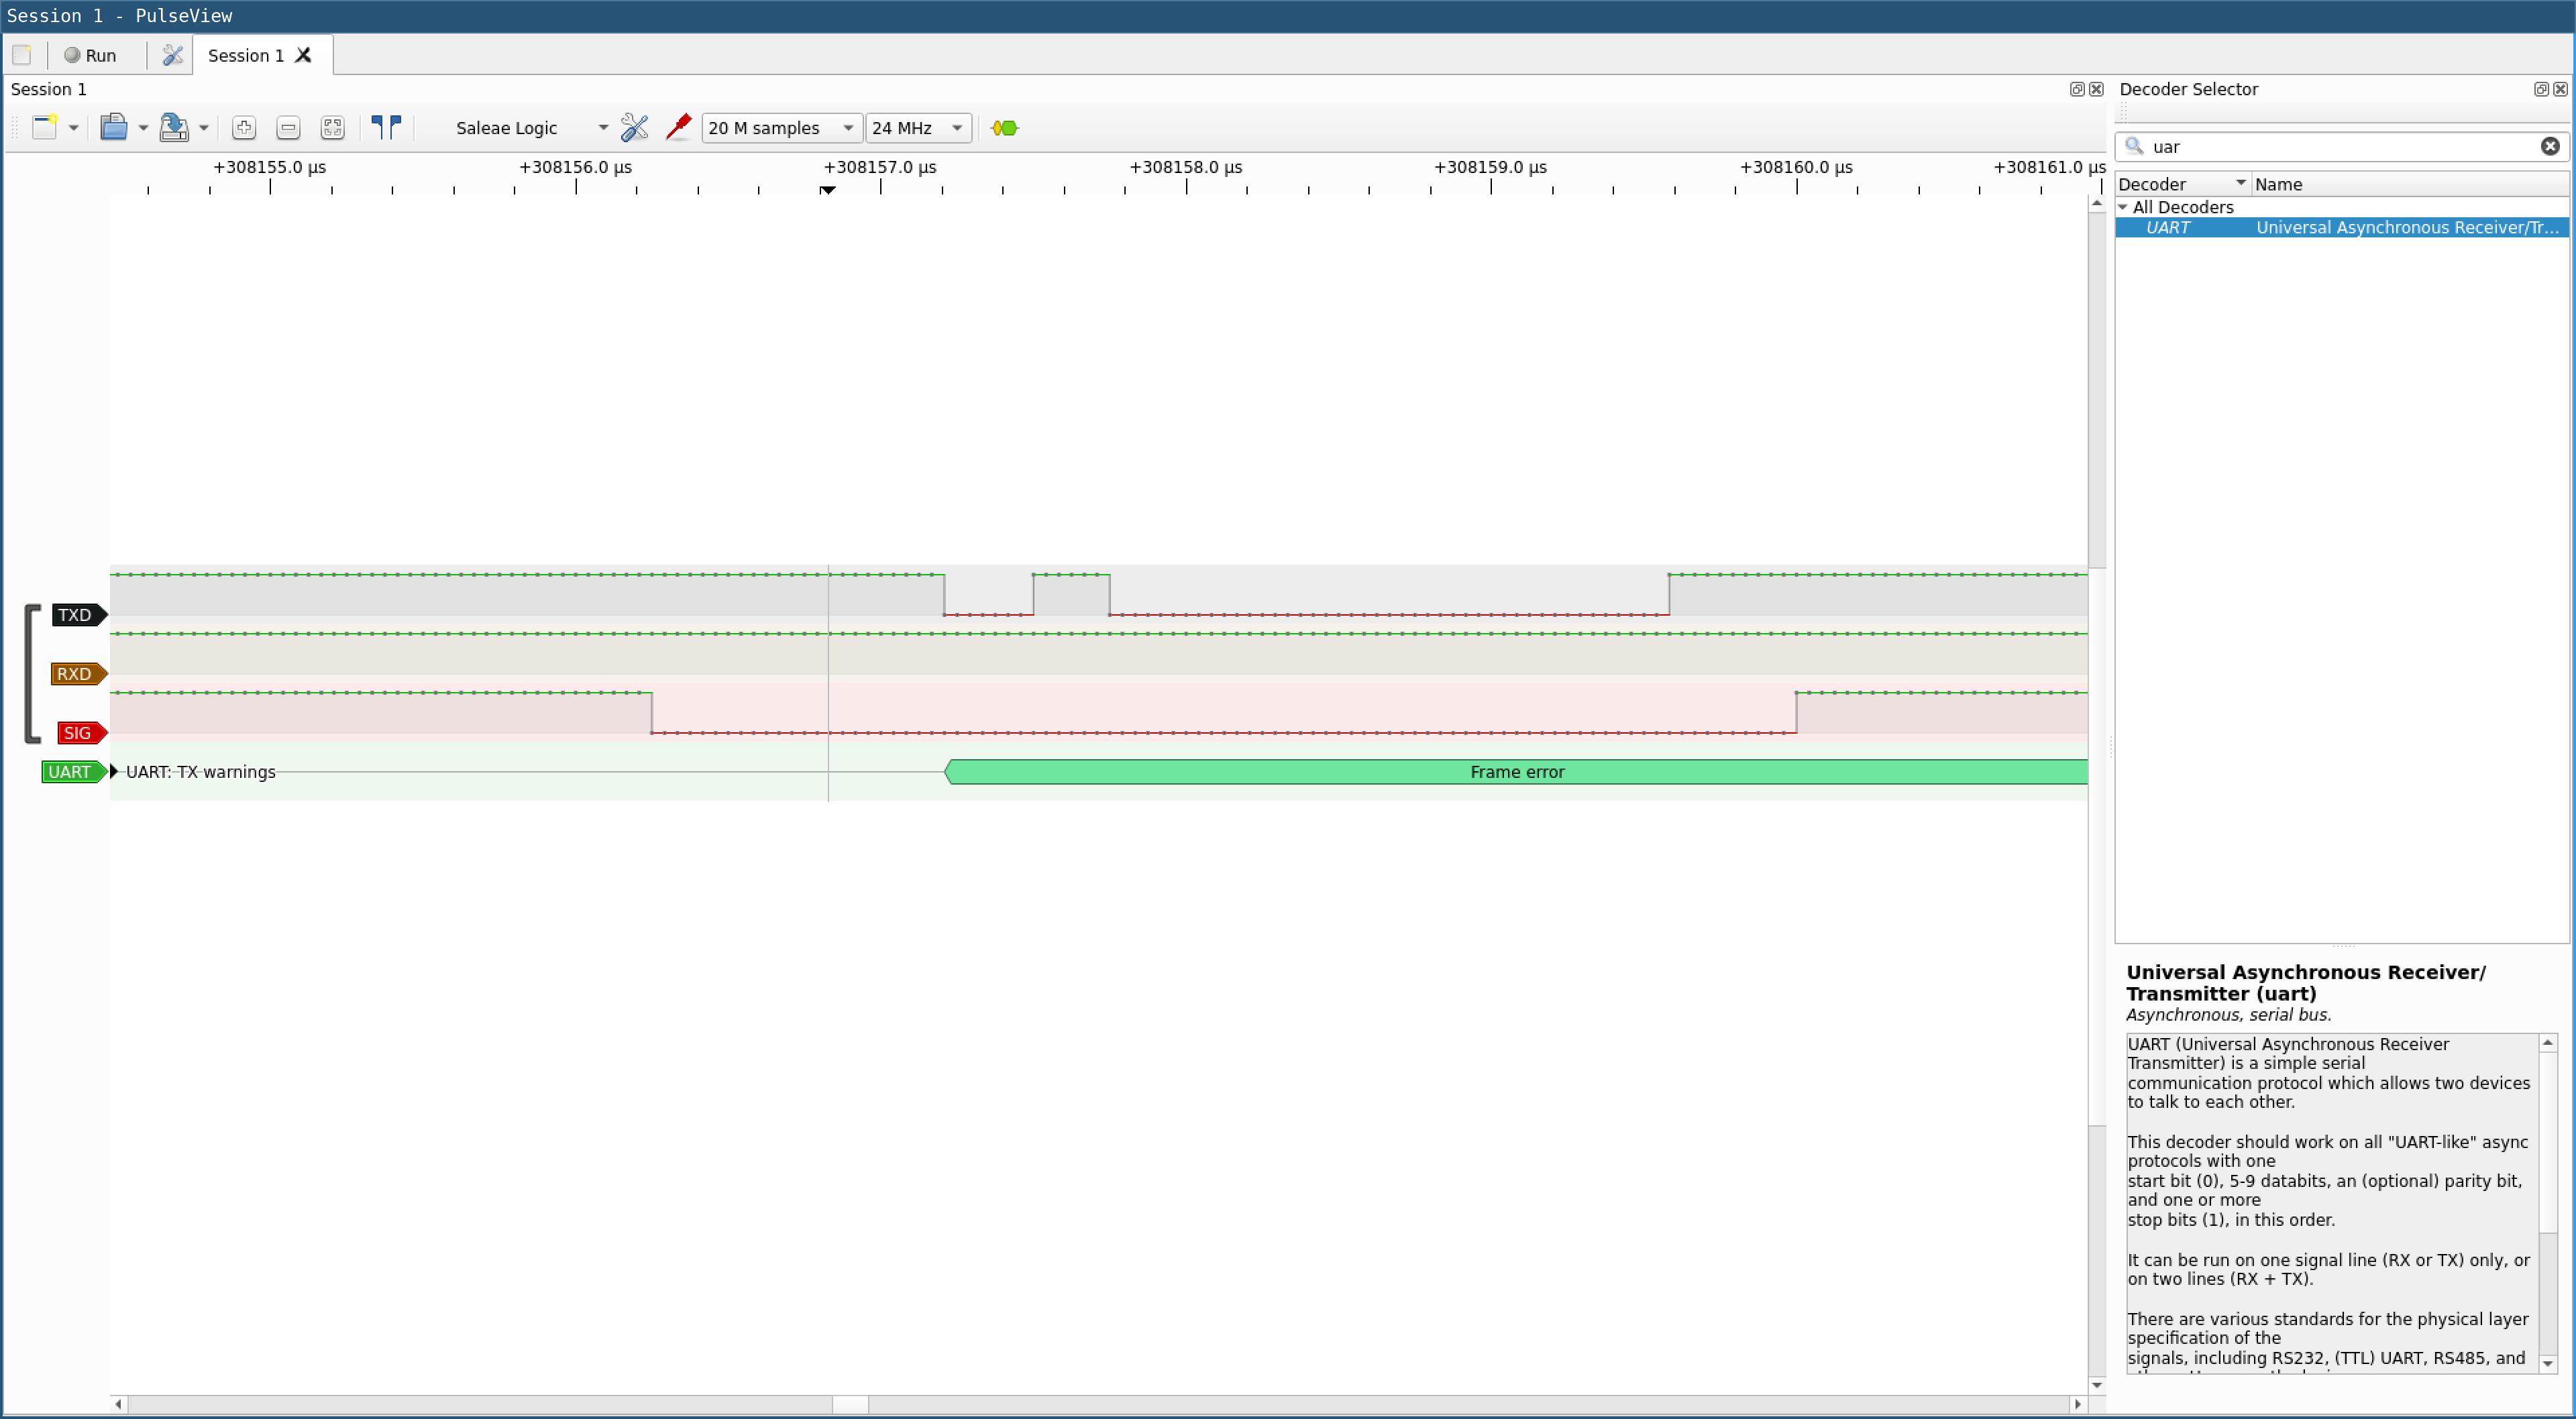 Session 1 - PulseView
Run
Session 1
Session 1
Decoder Selector
Saleae Logic
20 M samples
24 MHz
uar
+308155.0 µs
+308156.0 µs
+308157.0 µs
+308158.0 µs
+308159.0 µs
+308160.0 µs
+308161.0 µs
Decoder
Name
All Decoders
UART
Universal Asynchronous Receiver/Tr...
TXD
RXD
SIG
UART
UART: TX warnings
Frame error
Universal Asynchronous Receiver/
Transmitter (uart)
Asynchronous, serial bus.
UART (Universal Asynchronous Receiver
Transmitter) is a simple serial
communication protocol which allows two devices
to talk to each other.
This decoder should work on all "UART-like" async
protocols with one
start bit (0), 5-9 databits, an (optional) parity bit,
and one or more
stop bits (1), in this order.
It can be run on one signal line (RX or TX) only, or
on two lines (RX + TX).
There are various standards for the physical layer
specification of the
signals, including RS232, (TTL) UART, RS485, and